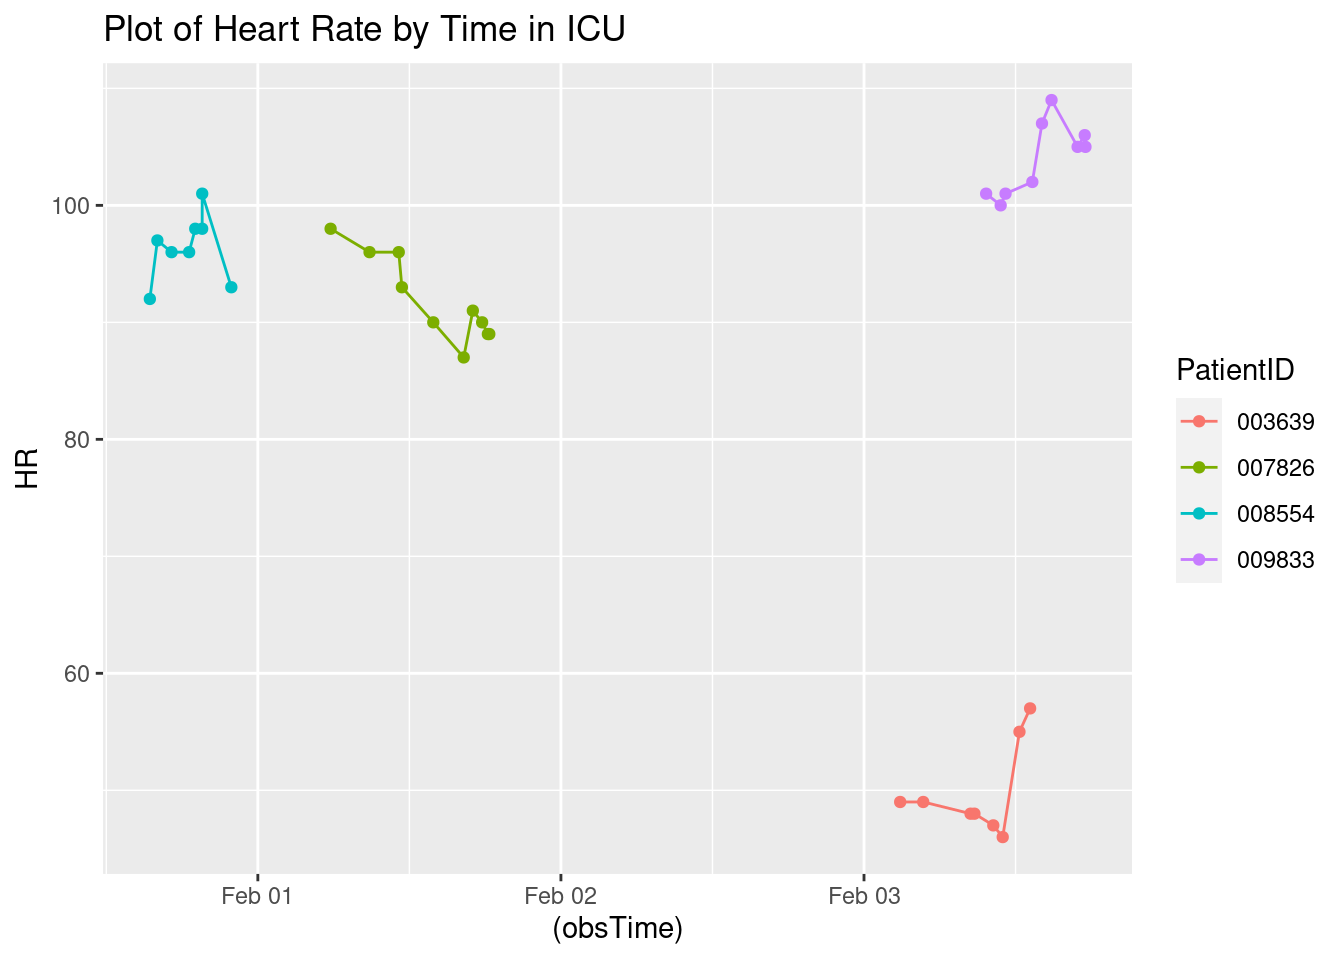 Plot of Heart Rate by Time in ICU
HR
100
80
60
Feb 01
Feb 02
Feb 03
(obsTime)
PatientID
003639
007826
008554
009833